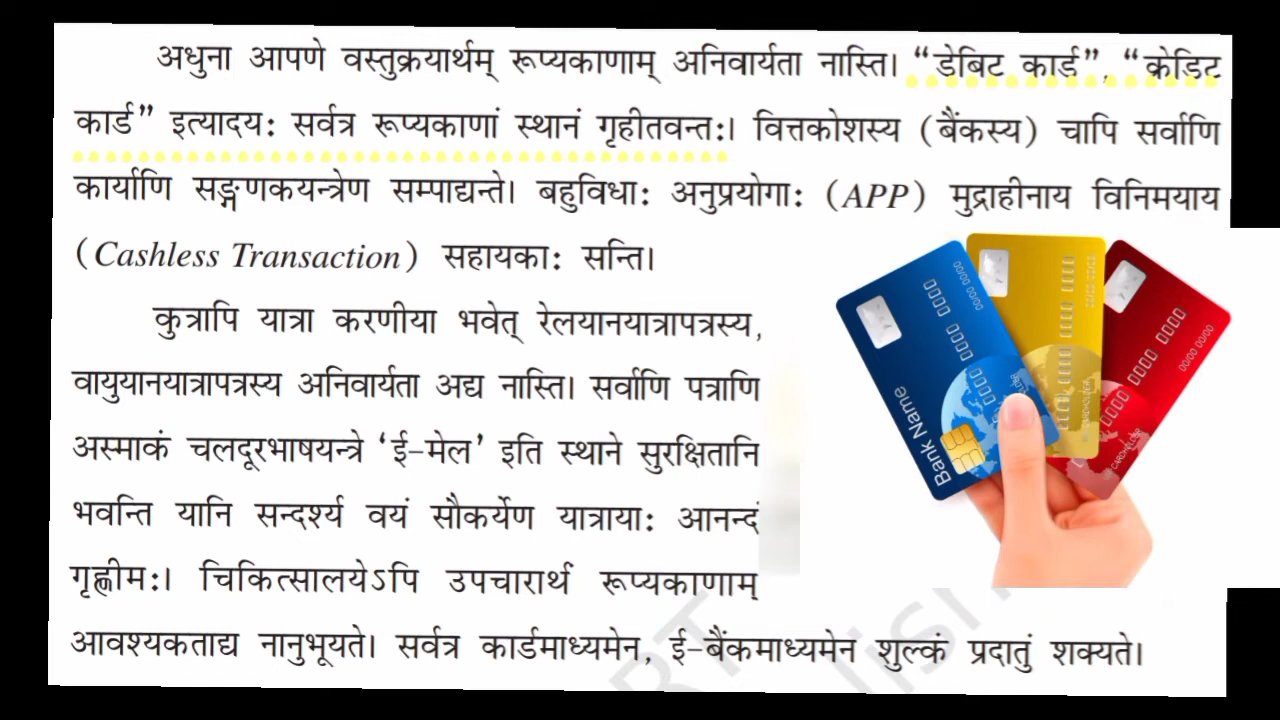 अधुना आपणे वस्तुक्रयार्थम् रूप्यकाणाम् अनिवार्यता नास्ति। “डेबिट कार्ड”, “क्रेडिट
कार्ड” इत्यादयः सर्वत्र रूप्यकाणां स्थानं गृहीतवन्तः। वित्तकोशस्य (बैंकस्य) चापि सर्वाणि
कार्याणि सङ्गणकयन्त्रेण सम्पाद्यन्ते। बहुविधाः अनुप्रयोगाः (APP) मुद्राहीनाय विनिमयाय
(Cashless Transaction) सहायकाः सन्ति।
कुत्रापि यात्रा करणीया भवेत् रेलयानयात्रापत्रस्य,
वायुयानयात्रापत्रस्य अनिवार्यता अद्य नास्ति। सर्वाणि पत्राणि
अस्माकं चलदूरभाषयन्त्रे ‘ई-मेल’ इति स्थाने सुरक्षितानि
भवन्ति यानि सन्दर्श्य वयं सौकर्येण यात्रायाः आनन्दं
गृह्णीमः। चिकित्सालयेऽपि उपचारार्थं रूप्यकाणाम्
आवश्यकताद्य नानुभूयते। सर्वत्र कार्डमाध्यमेन, ई-बैंकमाध्यमेन शुल्कं प्रदातुं शक्यते।
Bank Name